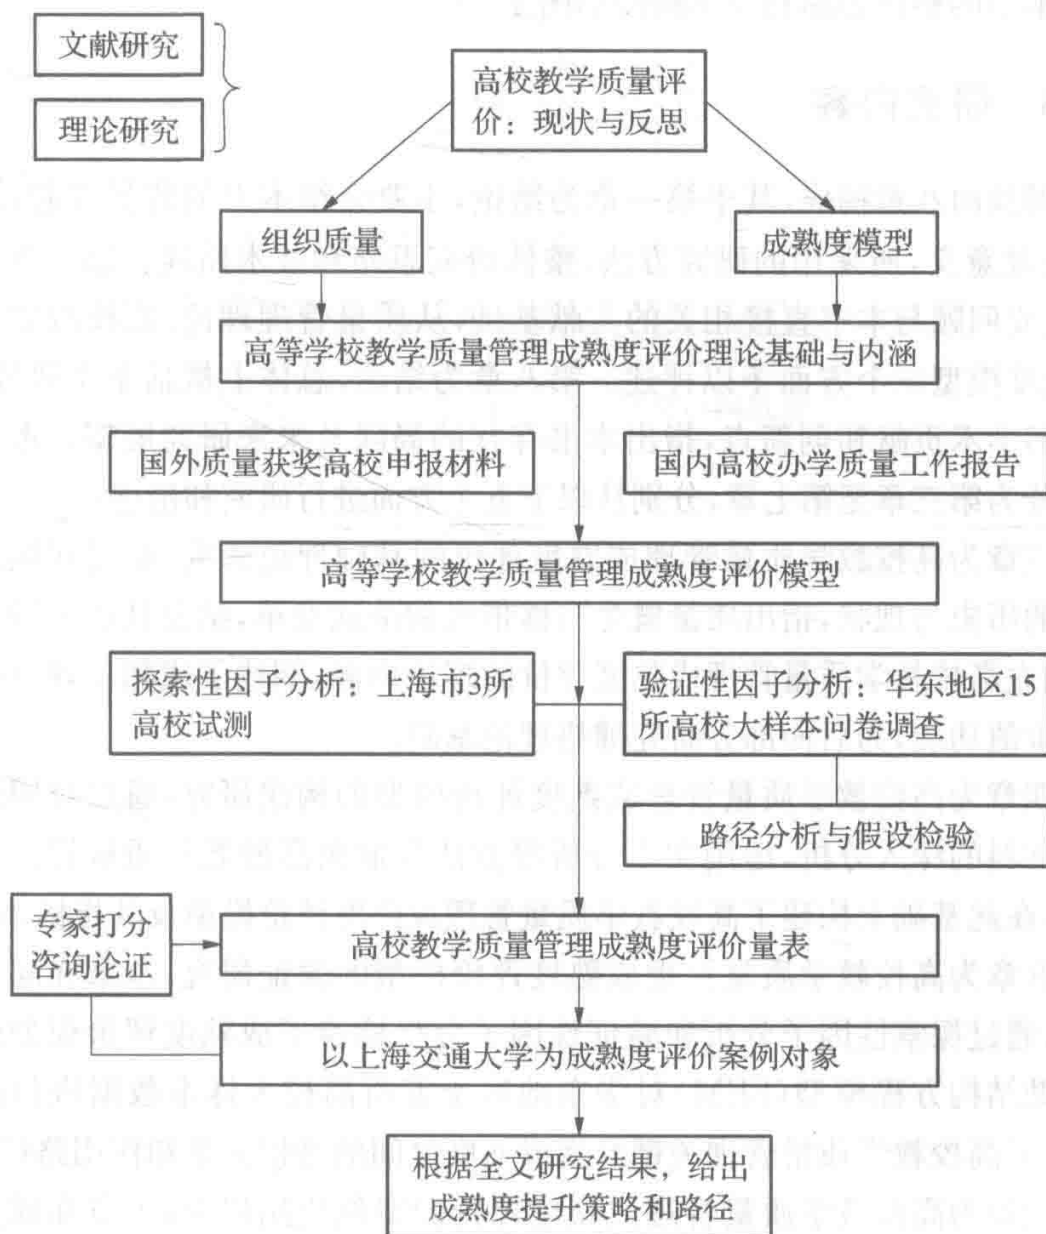 文献研究
理论研究
高校教学质量评
价：现状与反思
组织质量
成熟度模型
高等学校教学质量管理成熟度评价理论基础与内涵
国外质量获奖高校申报材料
国内高校办学质量工作报告
高等学校教学质量管理成熟度评价模型
探索性因子分析：上海市3所
高校试测
验证性因子分析：华东地区15
所高校大样本问卷调查
路径分析与假设检验
专家打分
咨询论证
高校教学质量管理成熟度评价量表
以上海交通大学为成熟度评价案例对象
根据全文研究结果，给出
成熟度提升策略和路径